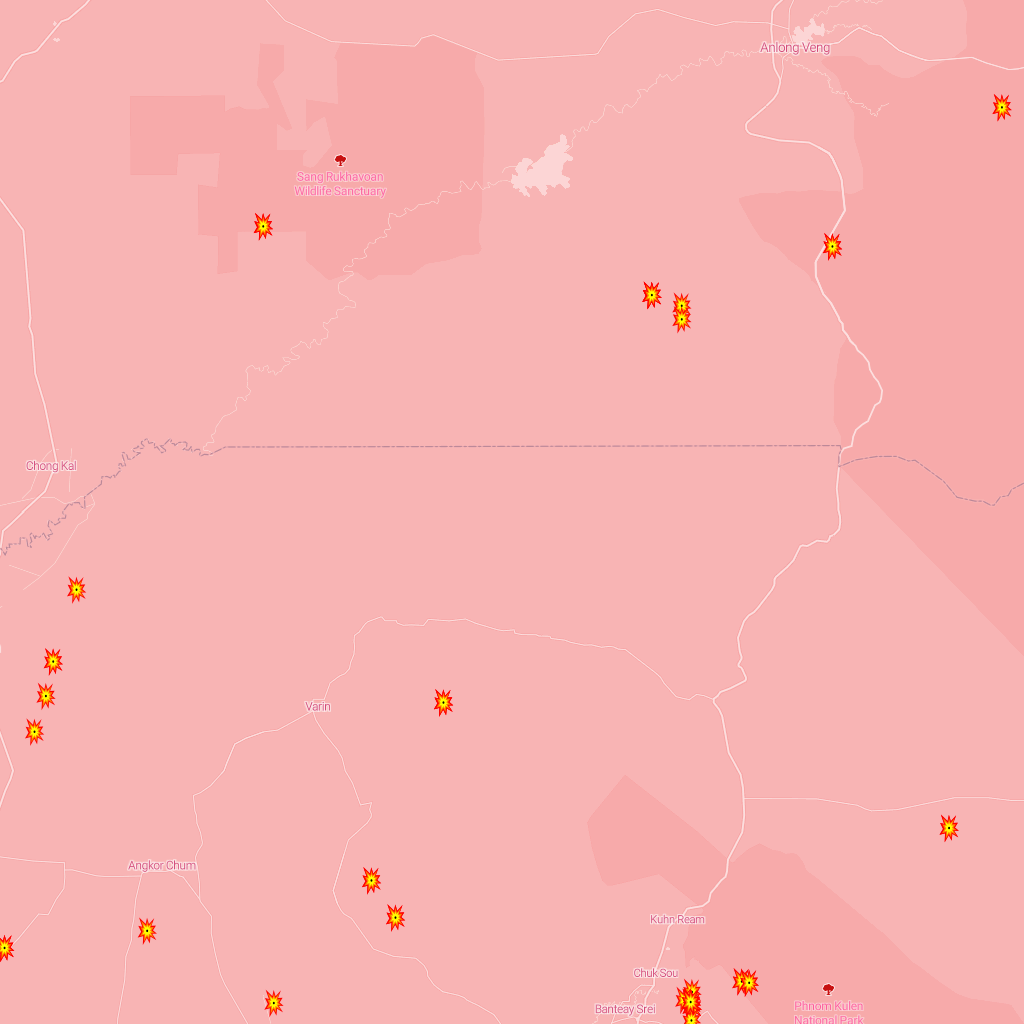 Anlong Veng
Sang Rukhavoan
Wildlife Sanctuary
Chong Kal
Varin
Angkor Chum
Kuhn Ream
Chuk Sou
Banteay Srei
Phnom Kulen
National Park